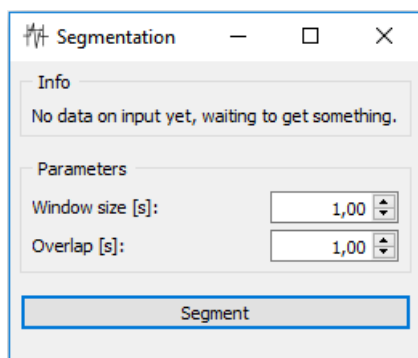 Segmentation
Info
No data on input yet, waiting to get something.
Parameters
Window size [s]: 1,00
Overlap [s]: 1,00
Segment